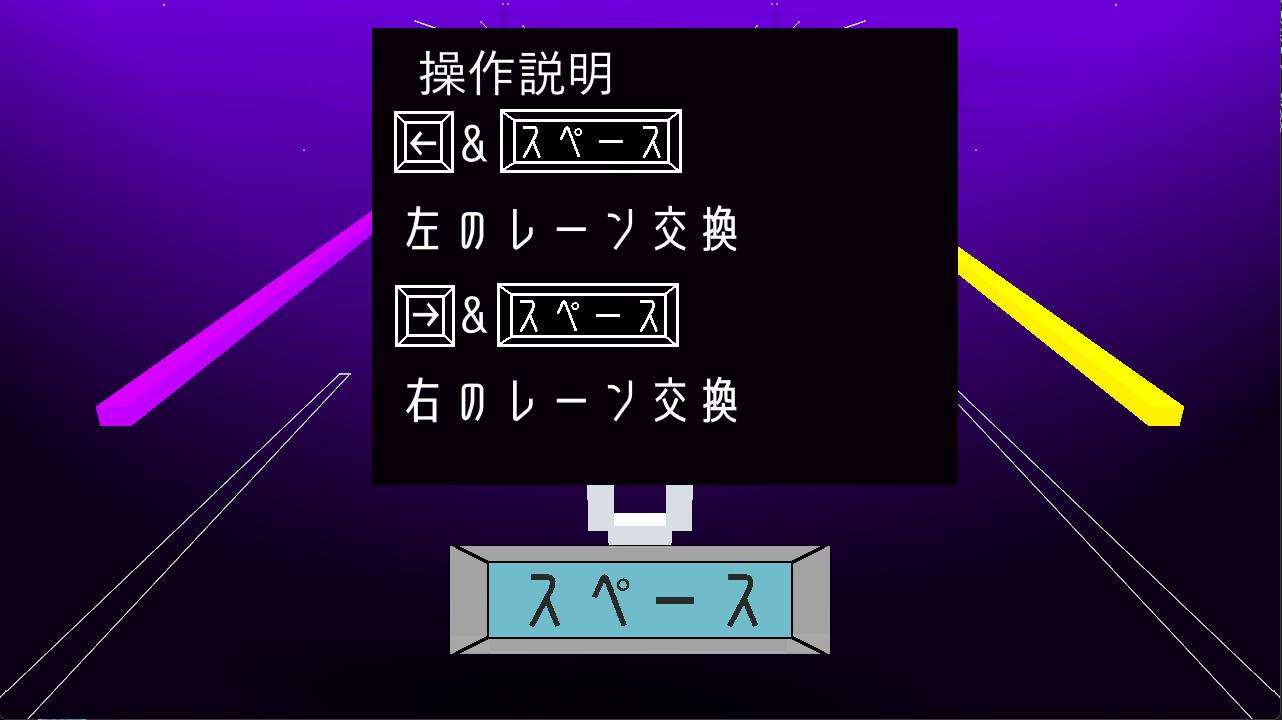 操作説明
← & スペース
左のレーン交換
→ & スペース
右のレーン交換
スペース